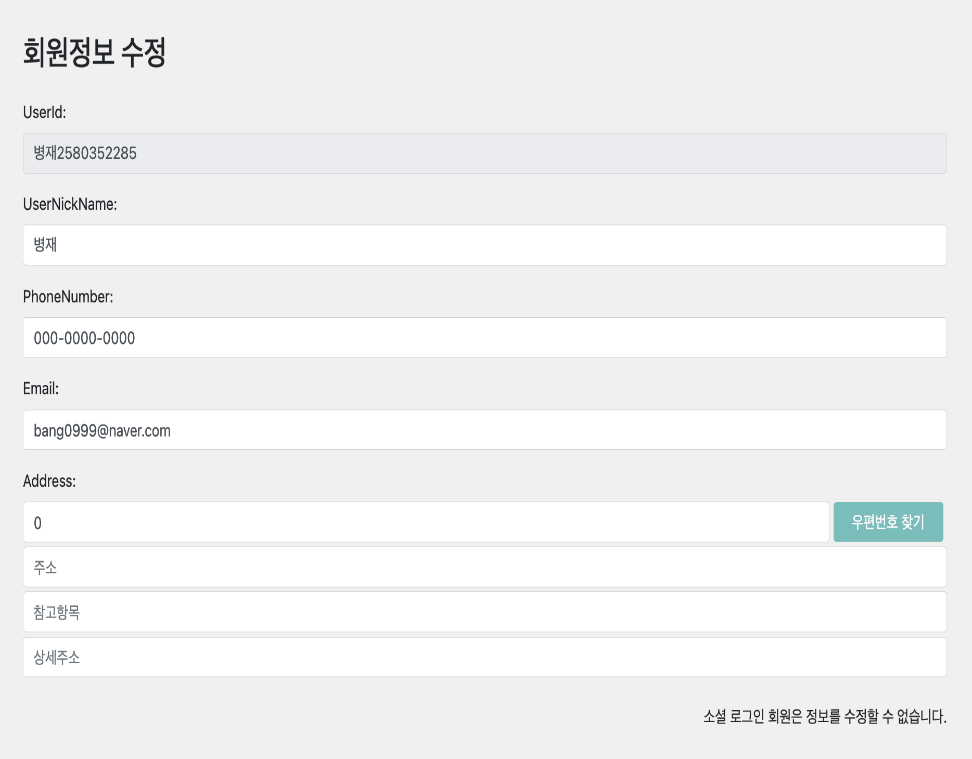 회원정보 수정
UserId:
병재2580352285
UserNickName:
병재
PhoneNumber:
000-0000-0000
Email:
bang0999@naver.com
Address:
0 우편번호 찾기
주소
참고항목
상세주소
소셜 로그인 회원은 정보를 수정할 수 없습니다.